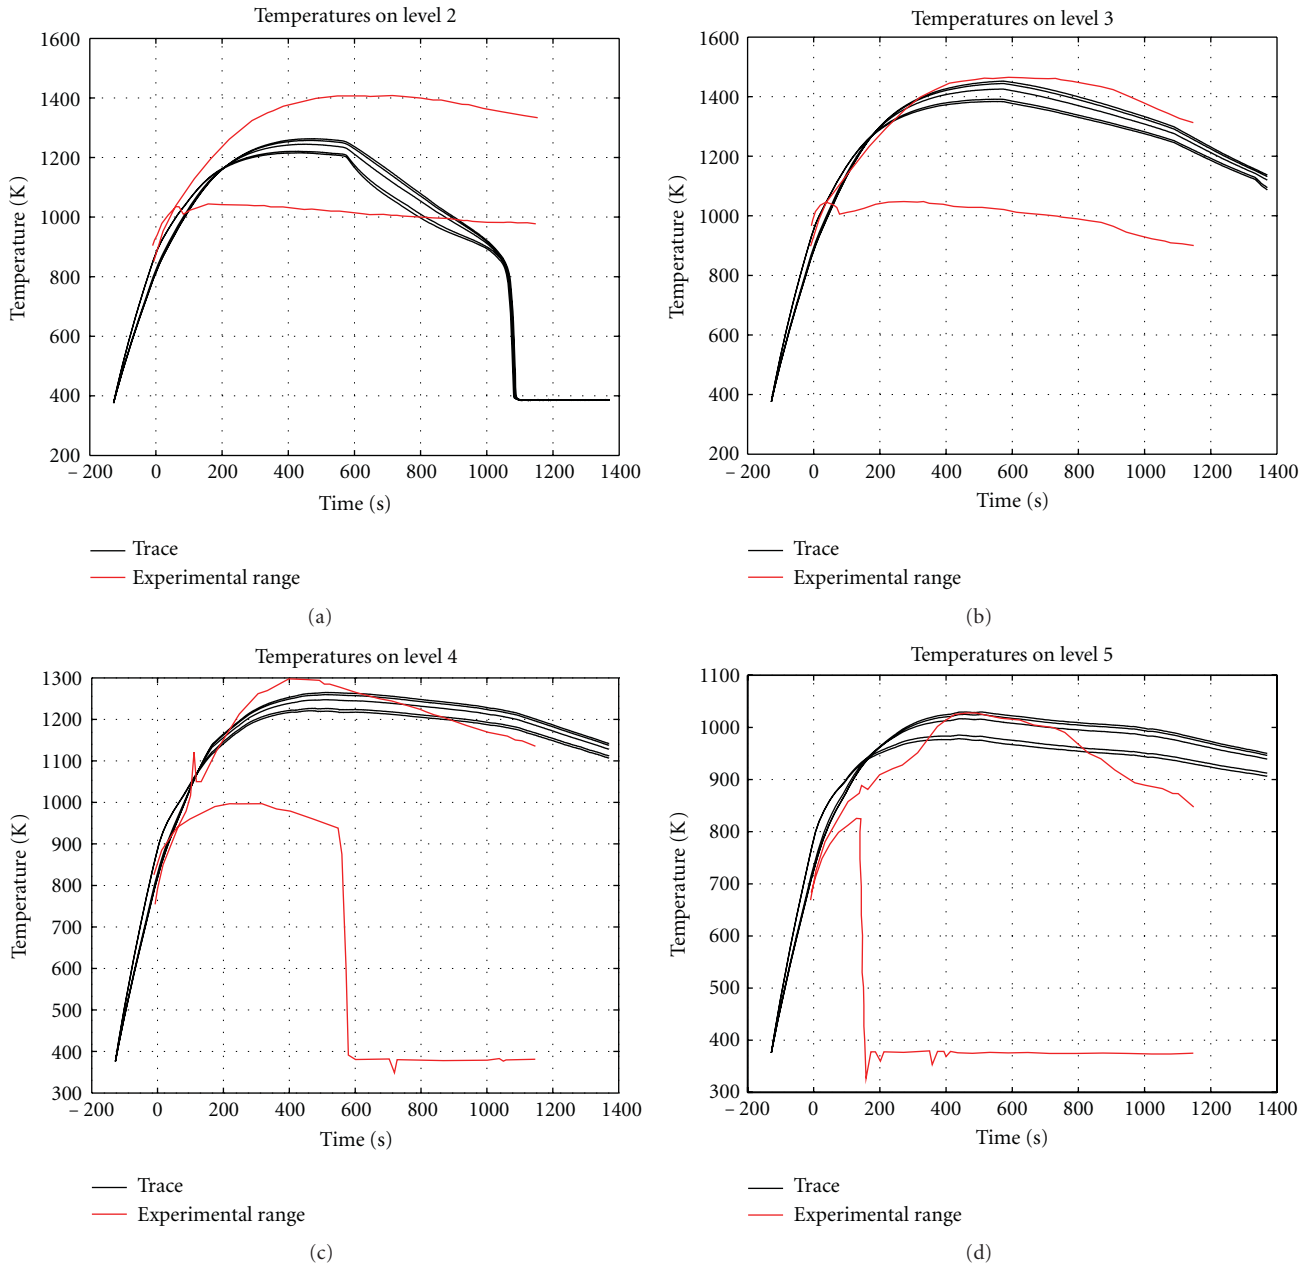 Temperatures on level 2
1600
1400
1200
1000
800
600
400
200
Temperature (K)
– 200 0 200 400 600 800 1000 1200 1400
Time (s)
Trace
Experimental range
(a)
Temperatures on level 3
1600
1400
1200
1000
800
600
400
200
Temperature (K)
– 200 0 200 400 600 800 1000 1200 1400
Time (s)
Trace
Experimental range
(b)
Temperatures on level 4
1300
1200
1100
1000
900
800
700
600
500
400
300
Temperature (K)
– 200 0 200 400 600 800 1000 1200 1400
Time (s)
Trace
Experimental range
(c)
Temperatures on level 5
1100
1000
900
800
700
600
500
400
300
Temperature (K)
– 200 0 200 400 600 800 1000 1200 1400
Time (s)
Trace
Experimental range
(d)